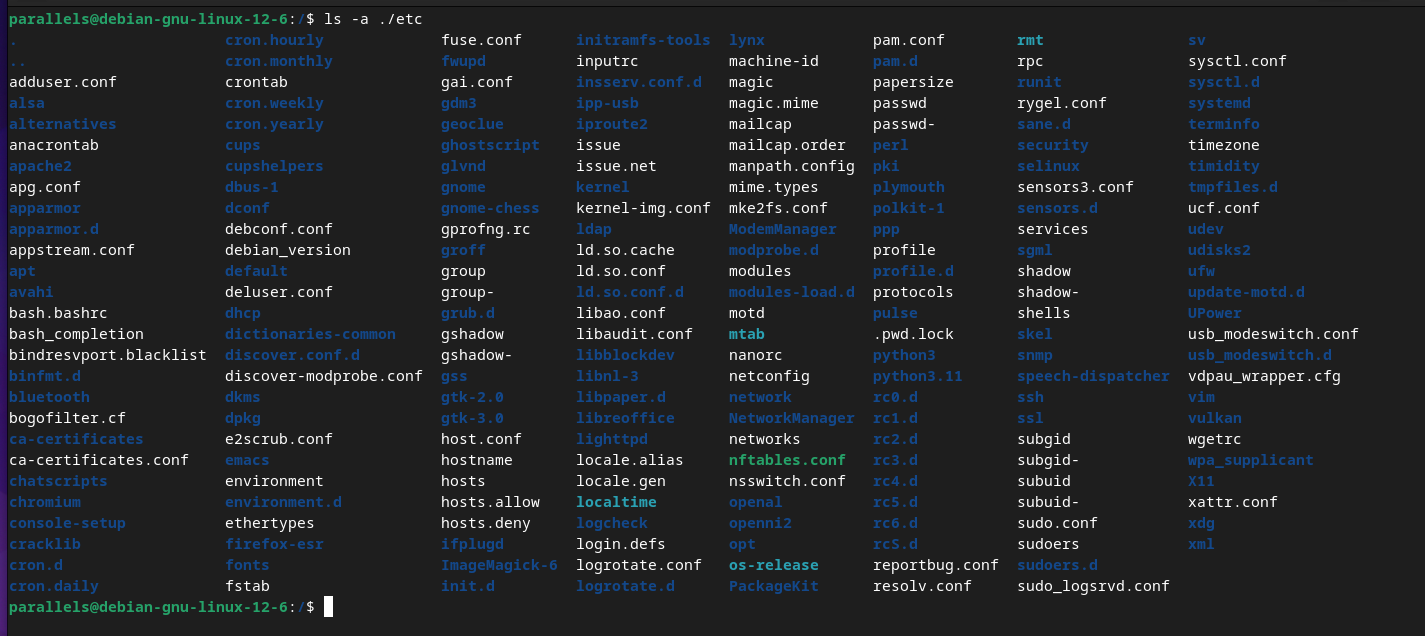 parallels@debian-gnu-linux-12-6:/$ ls -a ./etc
. cron.hourly fuse.conf initramfs-tools lynx pam.conf rmt sv
.. cron.monthly fwupd inputrc machine-id pam.d rpc sysctl.conf
adduser.conf crontab gai.conf insserv.conf.d magic papersize runit sysctl.d
alsa cron.weekly gdm3 ipp-usb magic.mime passwd rygel.conf systemd
alternatives cron.yearly geoclue iproute2 mailcap passwd- sane.d terminfo
anacrontab cups ghostscript issue mailcap.order perl security timezone
apache2 cupshelpers glvnd issue.net manpath.config pki selinux timidity
apg.conf dbus-1 gnome kernel mime.types plymouth sensors3.conf tmpfiles.d
apparmor dconf gnome-chess kernel-img.conf mke2fs.conf polkit-1 sensors.d ucf.conf
apparmor.d debconf.conf gprofng.rc ldap ModemManager ppp services udev
appstream.conf debian_version groff ld.so.cache modprobe.d profile sgml udisks2
apt default group ld.so.conf modules profile.d shadow ufw
avahi deluser.conf group- ld.so.conf.d modules-load.d protocols shadow- update-motd.d
bash.bashrc dhcp grub.d libao.conf motd pulse shells UPower
bash_completion dictionaries-common gshadow libaudit.conf mtab .pwd.lock skel usb_modeswitch.conf
bindresvport.blacklist discover.conf.d gshadow- libblockdev nanorc python3 snmp usb_modeswitch.d
binfmt.d discover-modprobe.conf gss libnl-3 netconfig python3.11 speech-dispatcher vdpau_wrapper.cfg
bluetooth dkms gtk-2.0 libpaper.d network rc0.d ssh vim
bogofilter.cf dpkg gtk-3.0 libreoffice NetworkManager rc1.d ssl vulkan
ca-certificates e2scrub.conf host.conf lighttpd networks rc2.d subgid wgetrc
ca-certificates.conf emacs hostname locale.alias nftables.conf rc3.d subgid- wpa_supplicant
chatscripts environment hosts locale.gen nsswitch.conf rc4.d subuid X11
chromium environment.d hosts.allow localtime openal rc5.d subuid- xattr.conf
console-setup ethertypes hosts.deny logcheck openni2 rc6.d sudo.conf xdg
cracklib firefox-esr ifplugd login.defs opt rcS.d sudoers xml
cron.d fonts ImageMagick-6 logrotate.conf os-release reportbug.conf sudoers.d
cron.daily fstab init.d logrotate.d PackageKit resolv.conf sudo_logsrvd.conf
parallels@debian-gnu-linux-12-6:/$